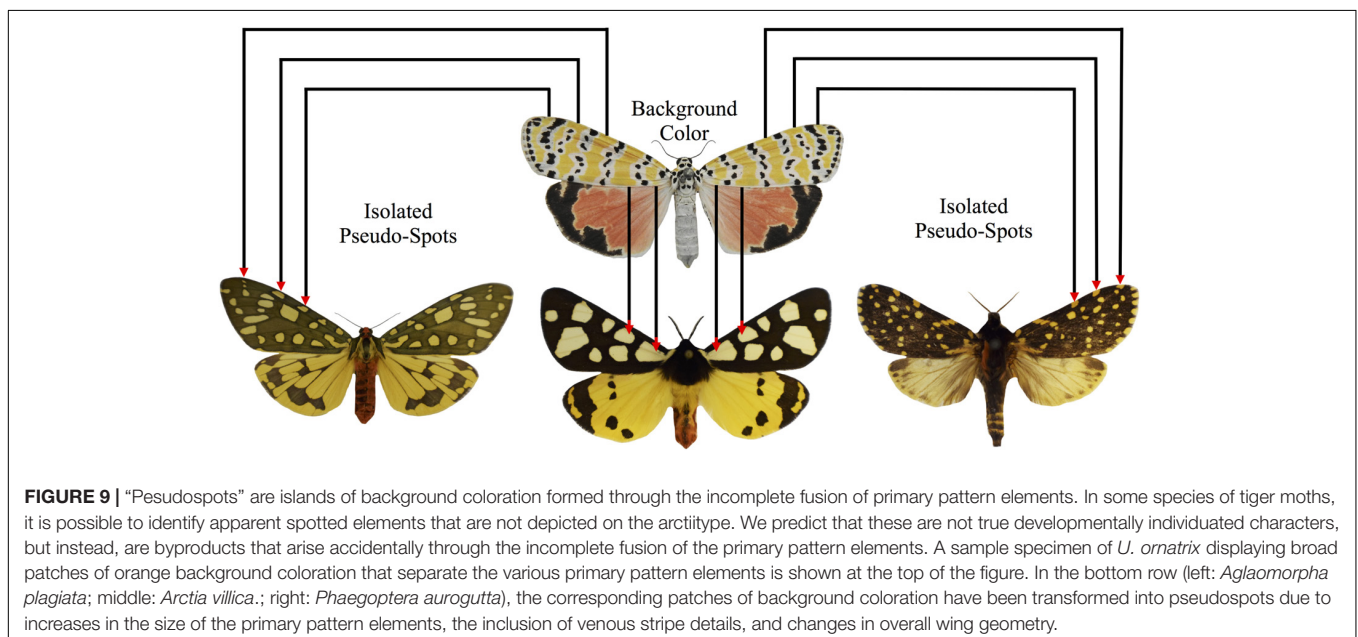 Background
Color
Isolated
Pseudo-Spots
Isolated
Pseudo-Spots
FIGURE 9 | “Pesudospots” are islands of background coloration formed through the incomplete fusion of primary pattern elements. In some species of tiger moths,
it is possible to identify apparent spotted elements that are not depicted on the arctiitype. We predict that these are not true developmentally individuated characters,
but instead, are byproducts that arise accidentally through the incomplete fusion of the primary pattern elements. A sample specimen of U. ornatrix displaying broad
patches of orange background coloration that separate the various primary pattern elements is shown at the top of the figure. In the bottom row (left: Aglaomorpha
plagiata; middle: Arctia villica.; right: Phaegoptera aurogutta), the corresponding patches of background coloration have been transformed into pseudospots due to
increases in the size of the primary pattern elements, the inclusion of venous stripe details, and changes in overall wing geometry.